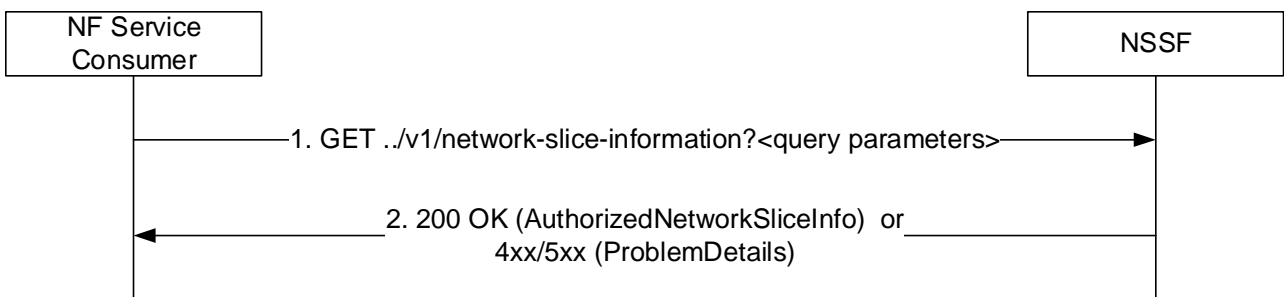 NF Service
Consumer
NSSF
1. GET ../v1/network-slice-information?<query parameters>
2. 200 OK (AuthorizedNetworkSliceInfo)  or
4xx/5xx (ProblemDetails)